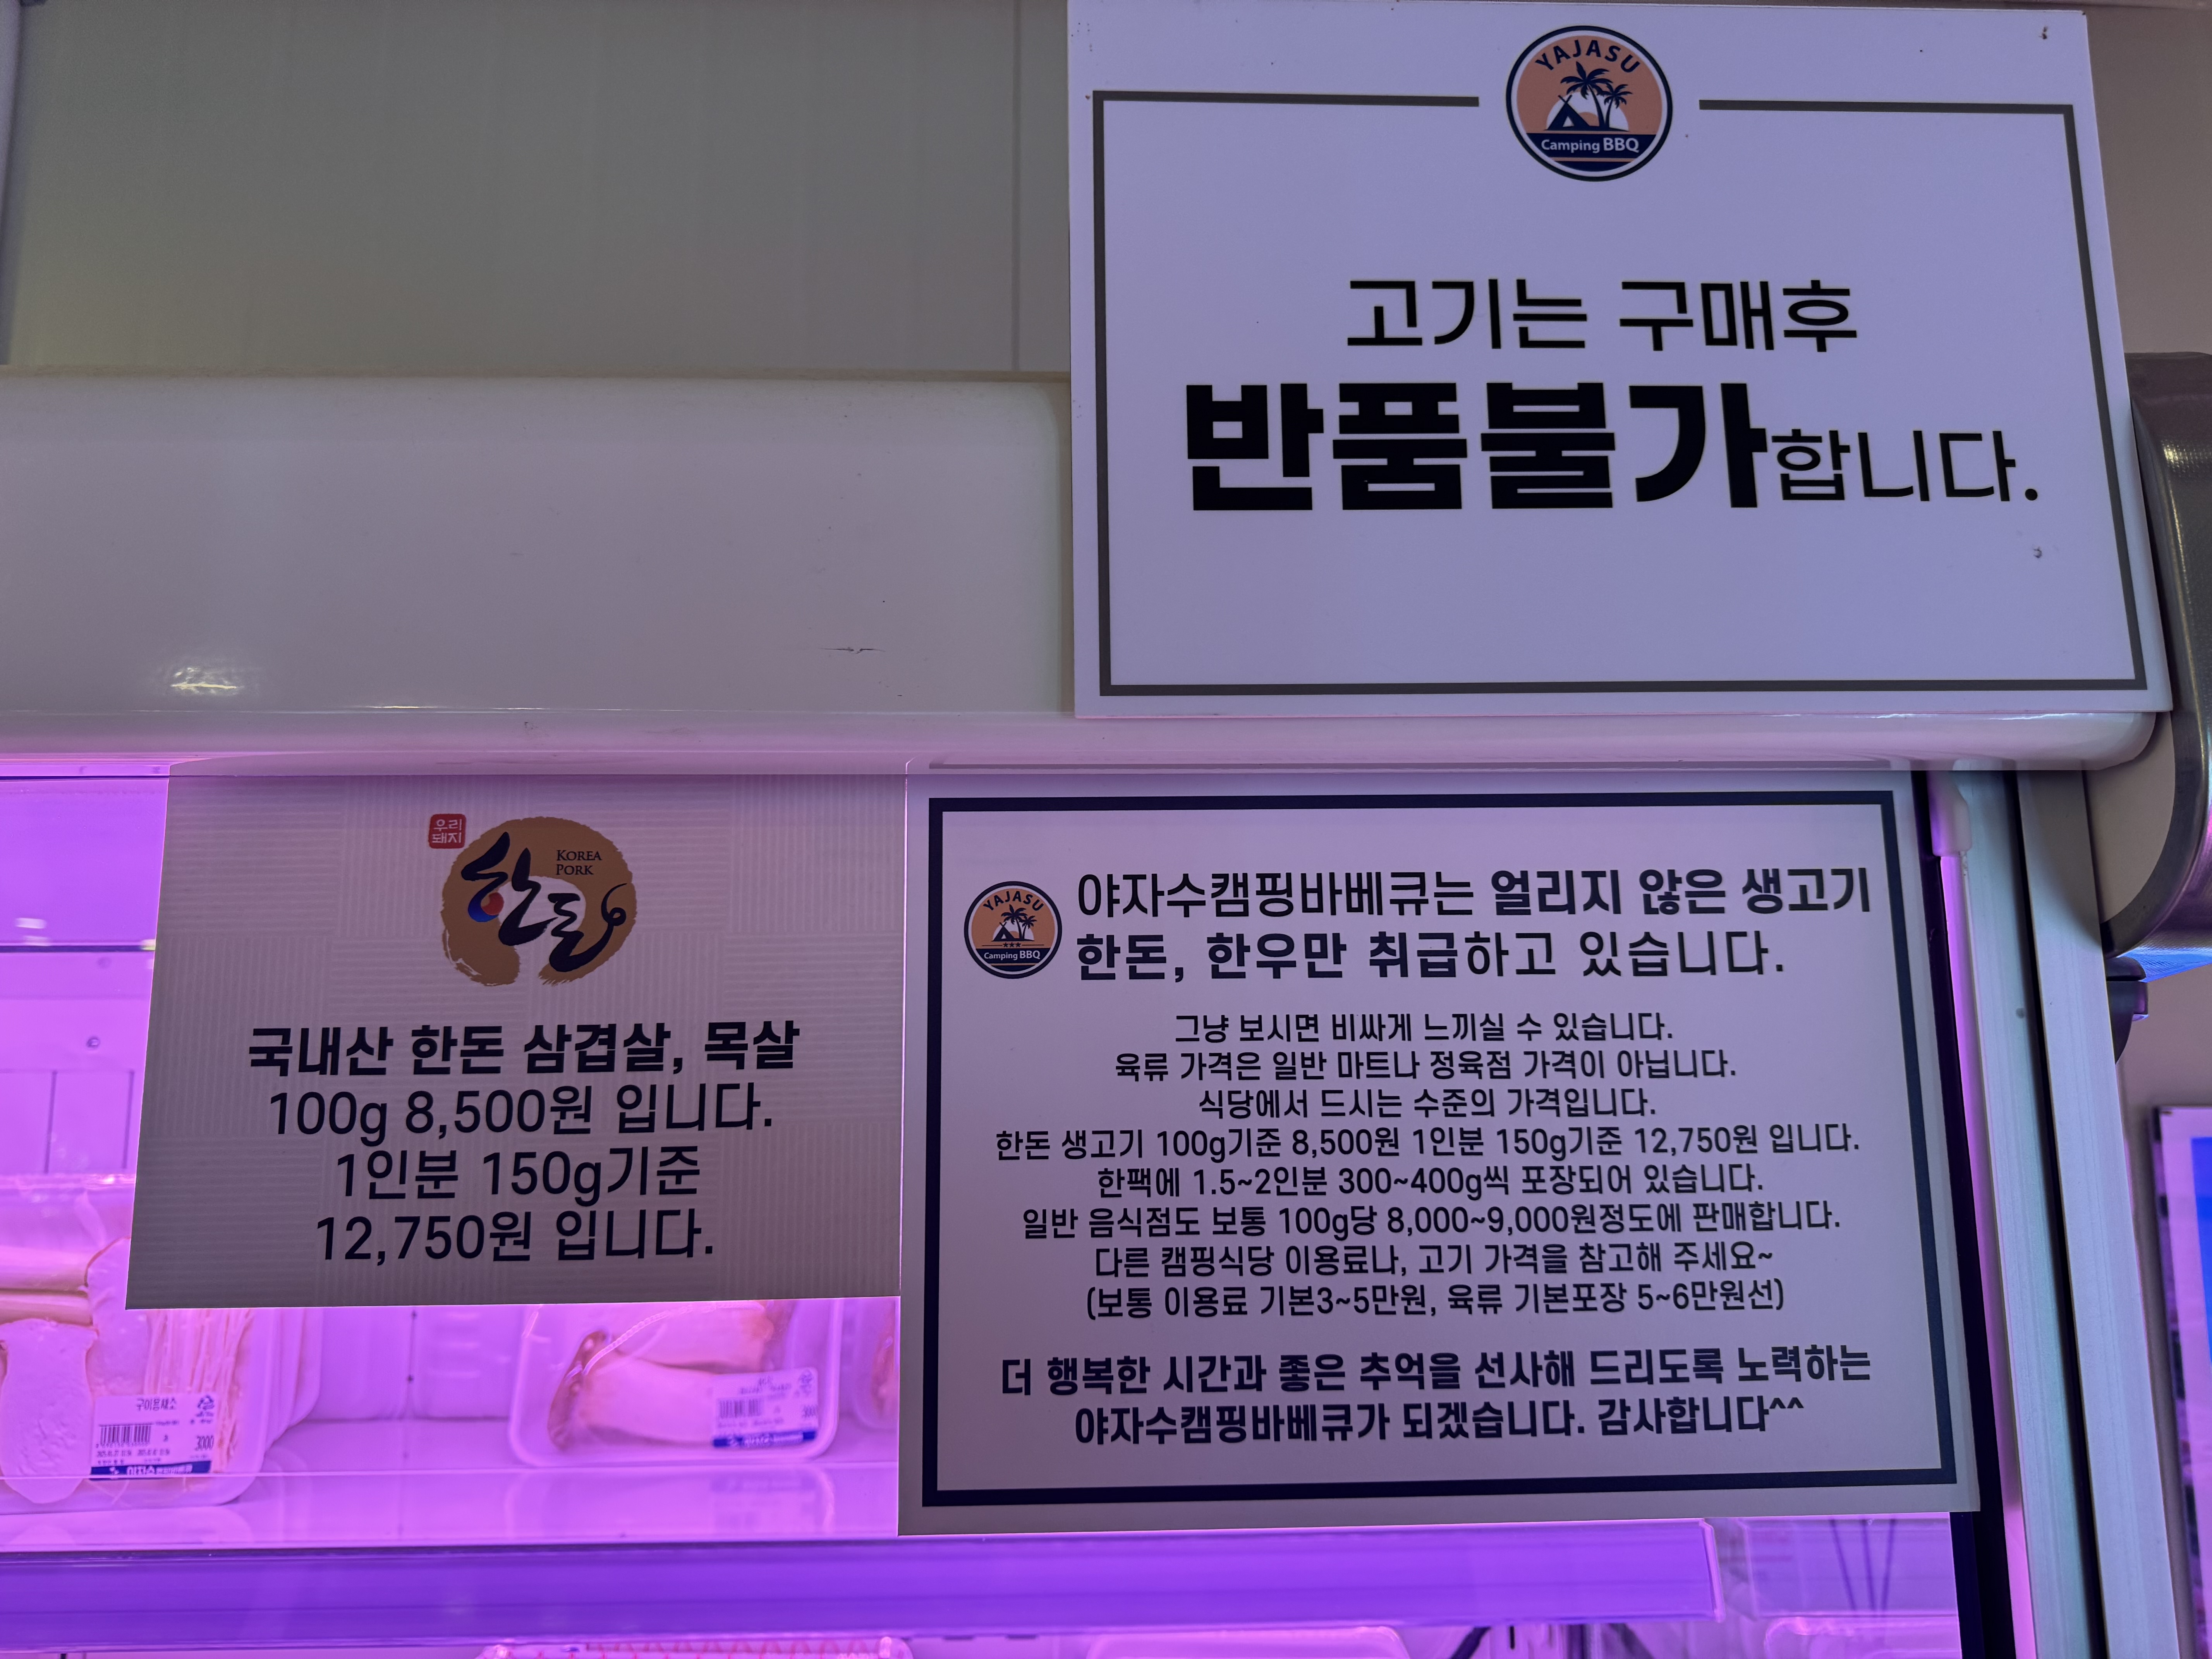 YAJASU
Camping BBQ
고기는 구매후
반품불가합니다.
우리
돼지
한돈
KOREA
PORK
국내산 한돈 삼겹살, 목살
100g 8,500원 입니다.
1인분 150g기준
12,750원 입니다.
YAJASU
Camping BBQ
야자수캠핑바베큐는 얼리지 않은 생고기
한돈, 한우만 취급하고 있습니다.
그냥 보시면 비싸게 느끼실 수 있습니다.
육류 가격은 일반 마트나 정육점 가격이 아닙니다.
식당에서 드시는 수준의 가격입니다.
한돈 생고기 100g기준 8,500원 1인분 150g기준 12,750원 입니다.
한팩에 1.5~2인분 300~400g씩 포장되어 있습니다.
일반 음식점도 보통 100g당 8,000~9,000원정도에 판매합니다.
다른 캠핑식당 이용료나, 고기 가격을 참고해 주세요~
(보통 이용료 기본3~5만원, 육류 기본포장 5~6만원선)
더 행복한 시간과 좋은 추억을 선사해 드리도록 노력하는
야자수캠핑바베큐가 되겠습니다. 감사합니다^^
구이용채소
3000